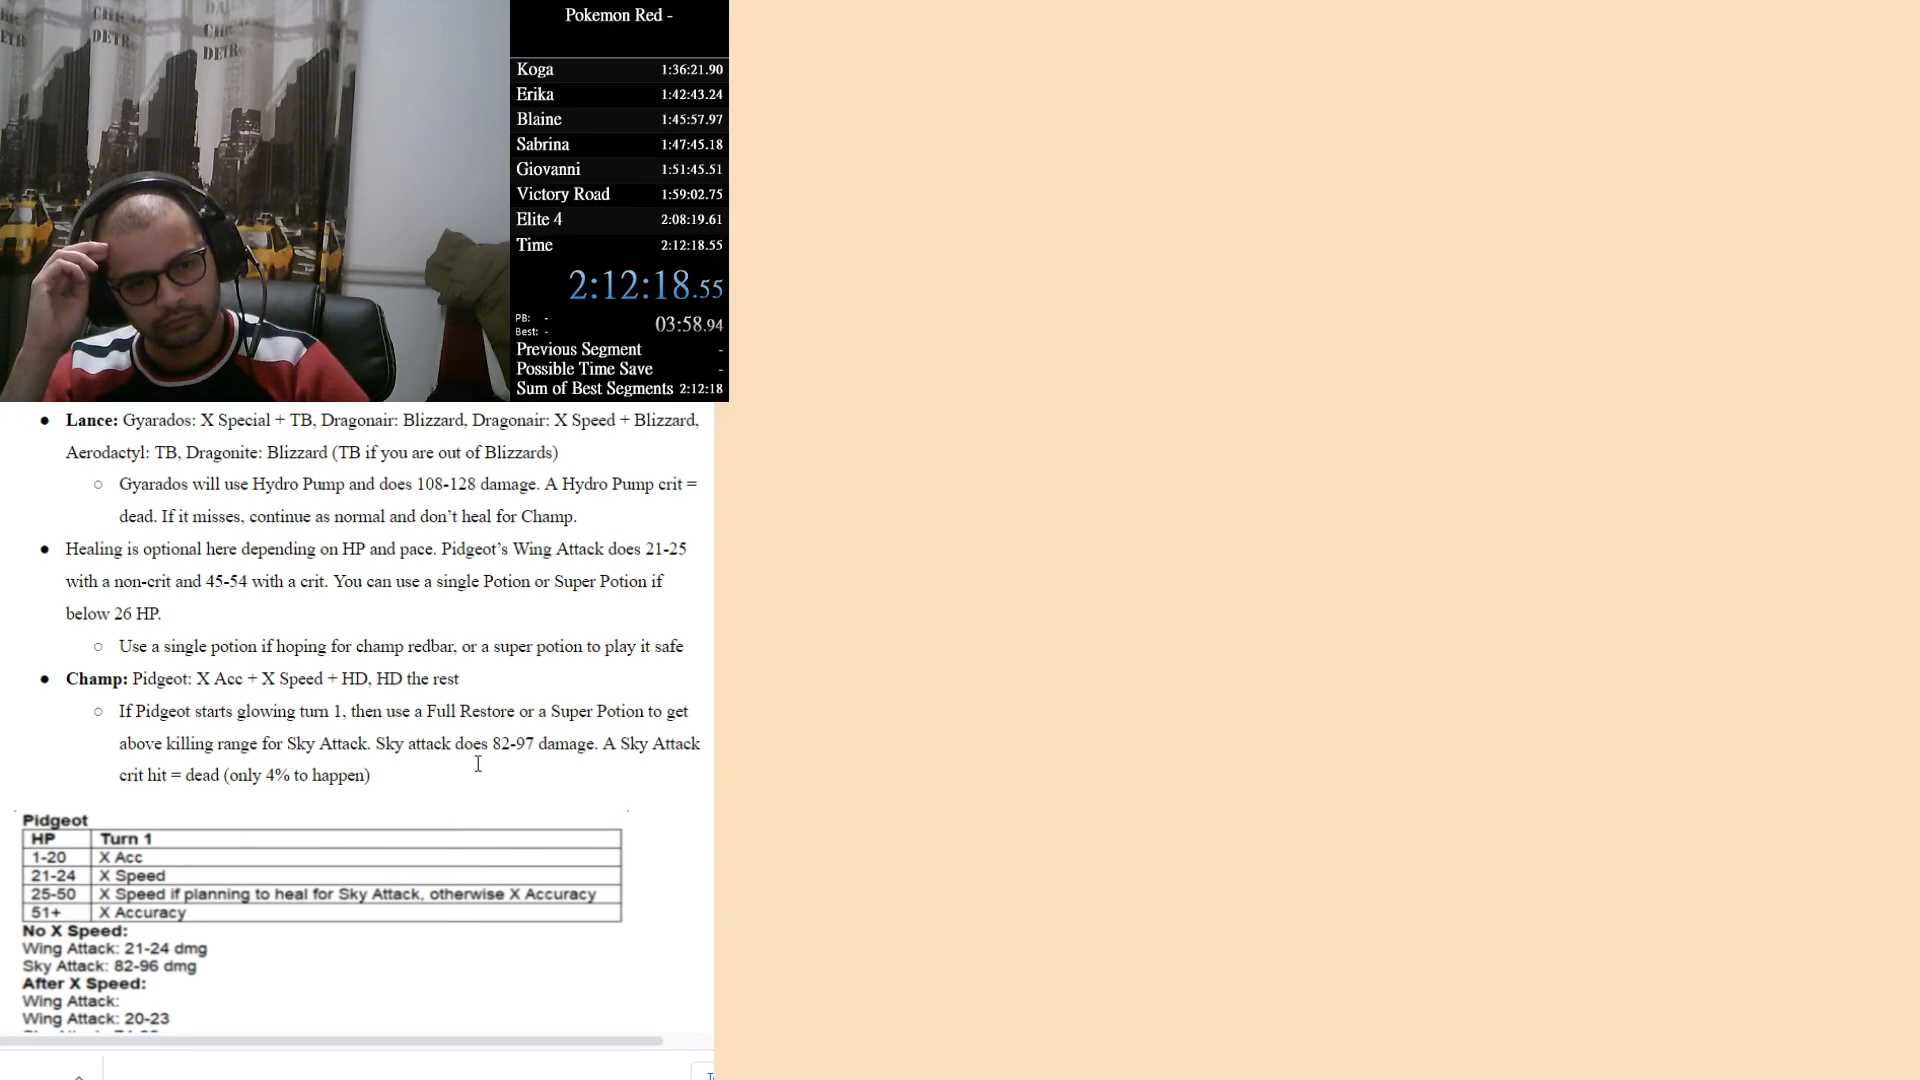 CHICAGO
DETR
DETR
Pokemon Red -
Koga 1:36:21.90
Erika 1:42:43.24
Blaine 1:45:57.97
Sabrina 1:47:45.18
Giovanni 1:51:45.51
Victory Road 1:59:02.75
Elite 4 2:08:19.61
Time 2:12:18.55
2:12:18.55
PB: -
Best: -
03:58.94
Previous Segment -
Possible Time Save -
Sum of Best Segments 2:12:18
● Lance: Gyarados: X Special + TB, Dragonair: Blizzard, Dragonair: X Speed + Blizzard,
Aerodactyl: TB, Dragonite: Blizzard (TB if you are out of Blizzards)
○ Gyarados will use Hydro Pump and does 108-128 damage. A Hydro Pump crit =
dead. If it misses, continue as normal and don’t heal for Champ.
● Healing is optional here depending on HP and pace. Pidgeot’s Wing Attack does 21-25
with a non-crit and 45-54 with a crit. You can use a single Potion or Super Potion if
below 26 HP.
○ Use a single potion if hoping for champ redbar, or a super potion to play it safe
● Champ: Pidgeot: X Acc + X Speed + HD, HD the rest
○ If Pidgeot starts glowing turn 1, then use a Full Restore or a Super Potion to get
above killing range for Sky Attack. Sky attack does 82-97 damage. A Sky Attack
crit hit = dead (only 4% to happen)
Pidgeot
HP Turn 1
1-20 X Acc
21-24 X Speed
25-50 X Speed if planning to heal for Sky Attack, otherwise X Accuracy
51+ X Accuracy
No X Speed:
Wing Attack: 21-24 dmg
Sky Attack: 82-96 dmg
After X Speed:
Wing Attack:
Wing Attack: 20-23